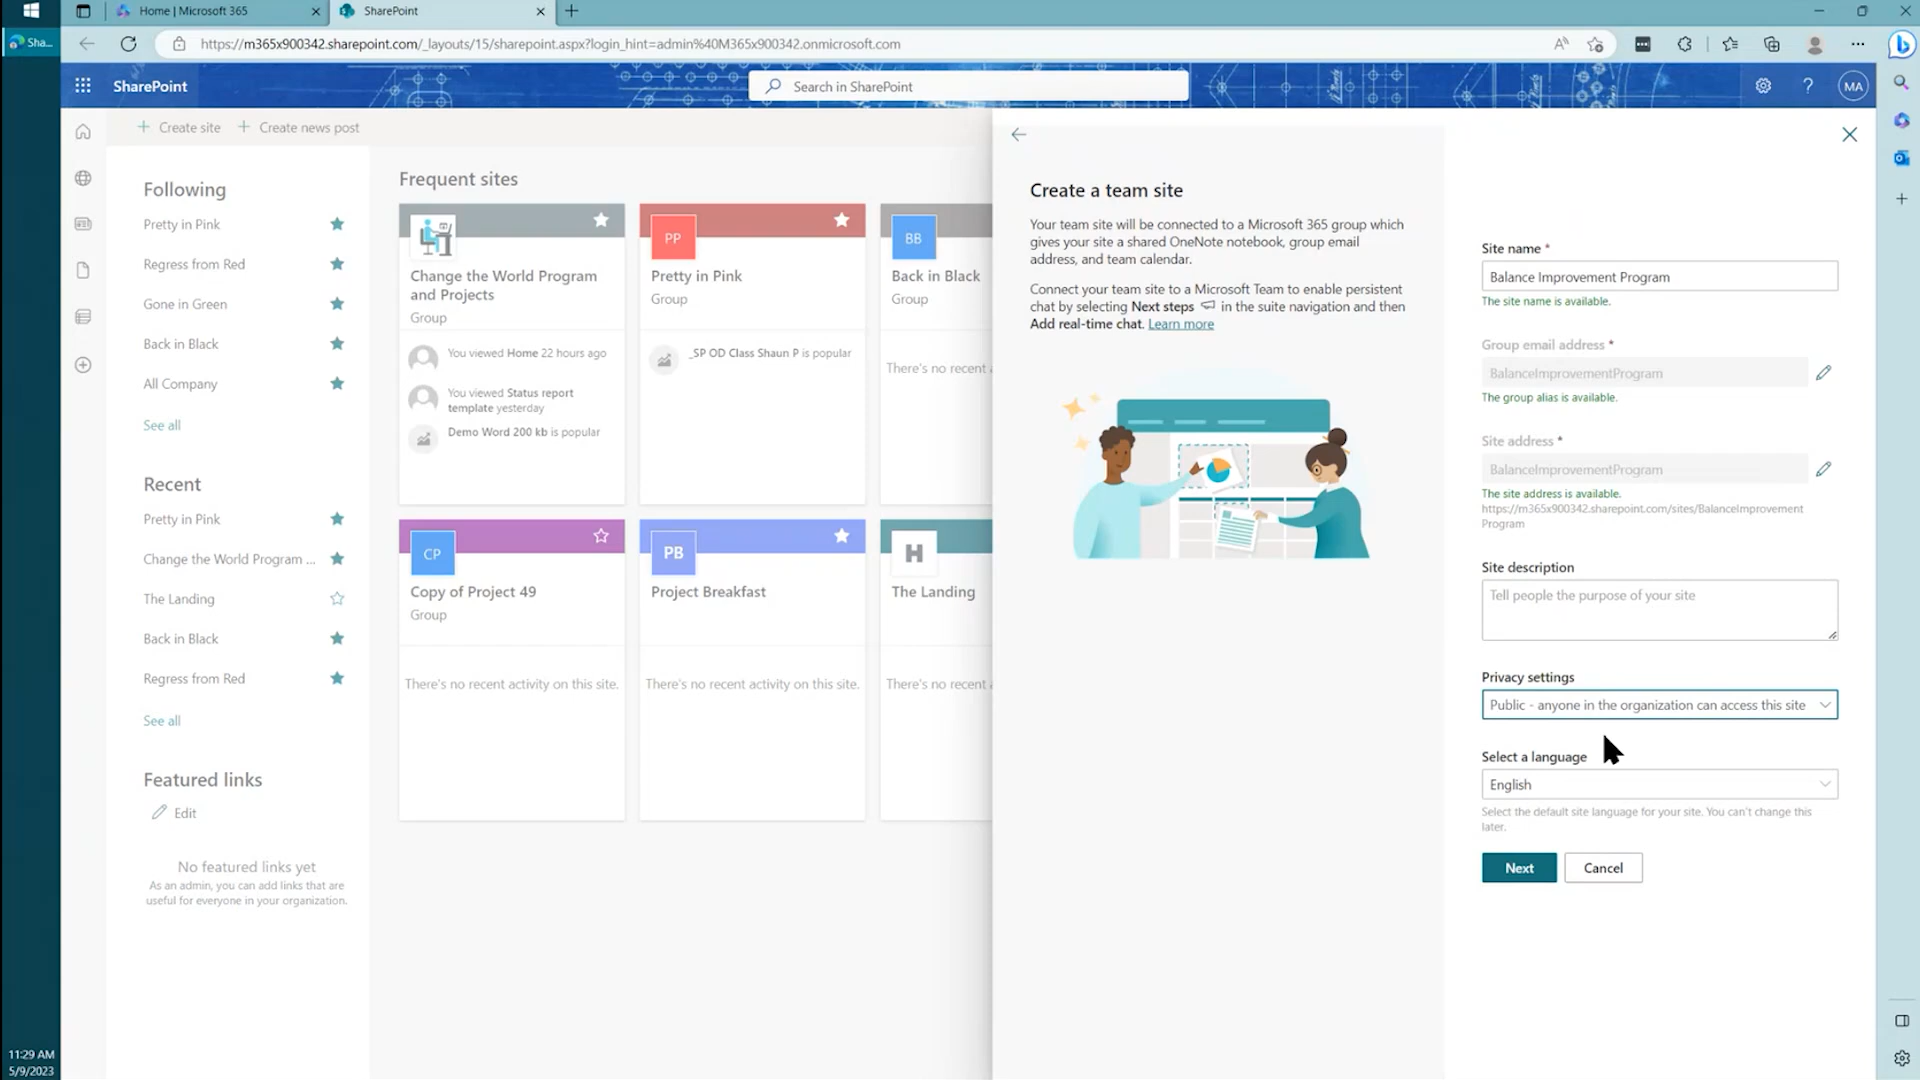 Home | Microsoft 365
SharePoint
Sha...
https://m365x900342.sharepoint.com/_layouts/15/sharepoint.aspx?login_hint=admin%40M365x900342.onmicrosoft.com
SharePoint
Search in SharePoint
MA
Create site
Create news post
Following
Pretty in Pink
Regress from Red
Gone in Green
Back in Black
All Company
See all
Recent
Pretty in Pink
Change the World Program ...
The Landing
Back in Black
Regress from Red
See all
Featured links
Edit
No featured links yet
As an admin, you can add links that are
useful for everyone in your organization.
Frequent sites
Change the World Program
and Projects
Group
You viewed Home 22 hours ago
You viewed Status report
template yesterday
Demo Word 200 kb is popular
PP
Pretty in Pink
Group
_SP OD Class Shaun P is popular
BB
Back in Black
Group
There's no recent a
CP
Copy of Project 49
Group
There's no recent activity on this site.
PB
Project Breakfast
There's no recent activity on this site.
H
The Landing
There's no recent a
Create a team site
Your team site will be connected to a Microsoft 365 group which
gives your site a shared OneNote notebook, group email
address, and team calendar.
Connect your team site to a Microsoft Team to enable persistent
chat by selecting Next steps in the suite navigation and then
Add real-time chat. Learn more
Site name *
Balance Improvement Program
The site name is available.
Group email address *
BalanceImprovementProgram
The group alias is available.
Site address *
BalanceImprovementProgram
The site address is available.
https://m365x900342.sharepoint.com/sites/BalanceImprovement
Program
Site description
Tell people the purpose of your site
Privacy settings
Public - anyone in the organization can access this site
Select a language
English
Select the default site language for your site. You can't change this
later.
Next
Cancel
11:29 AM
5/9/2023